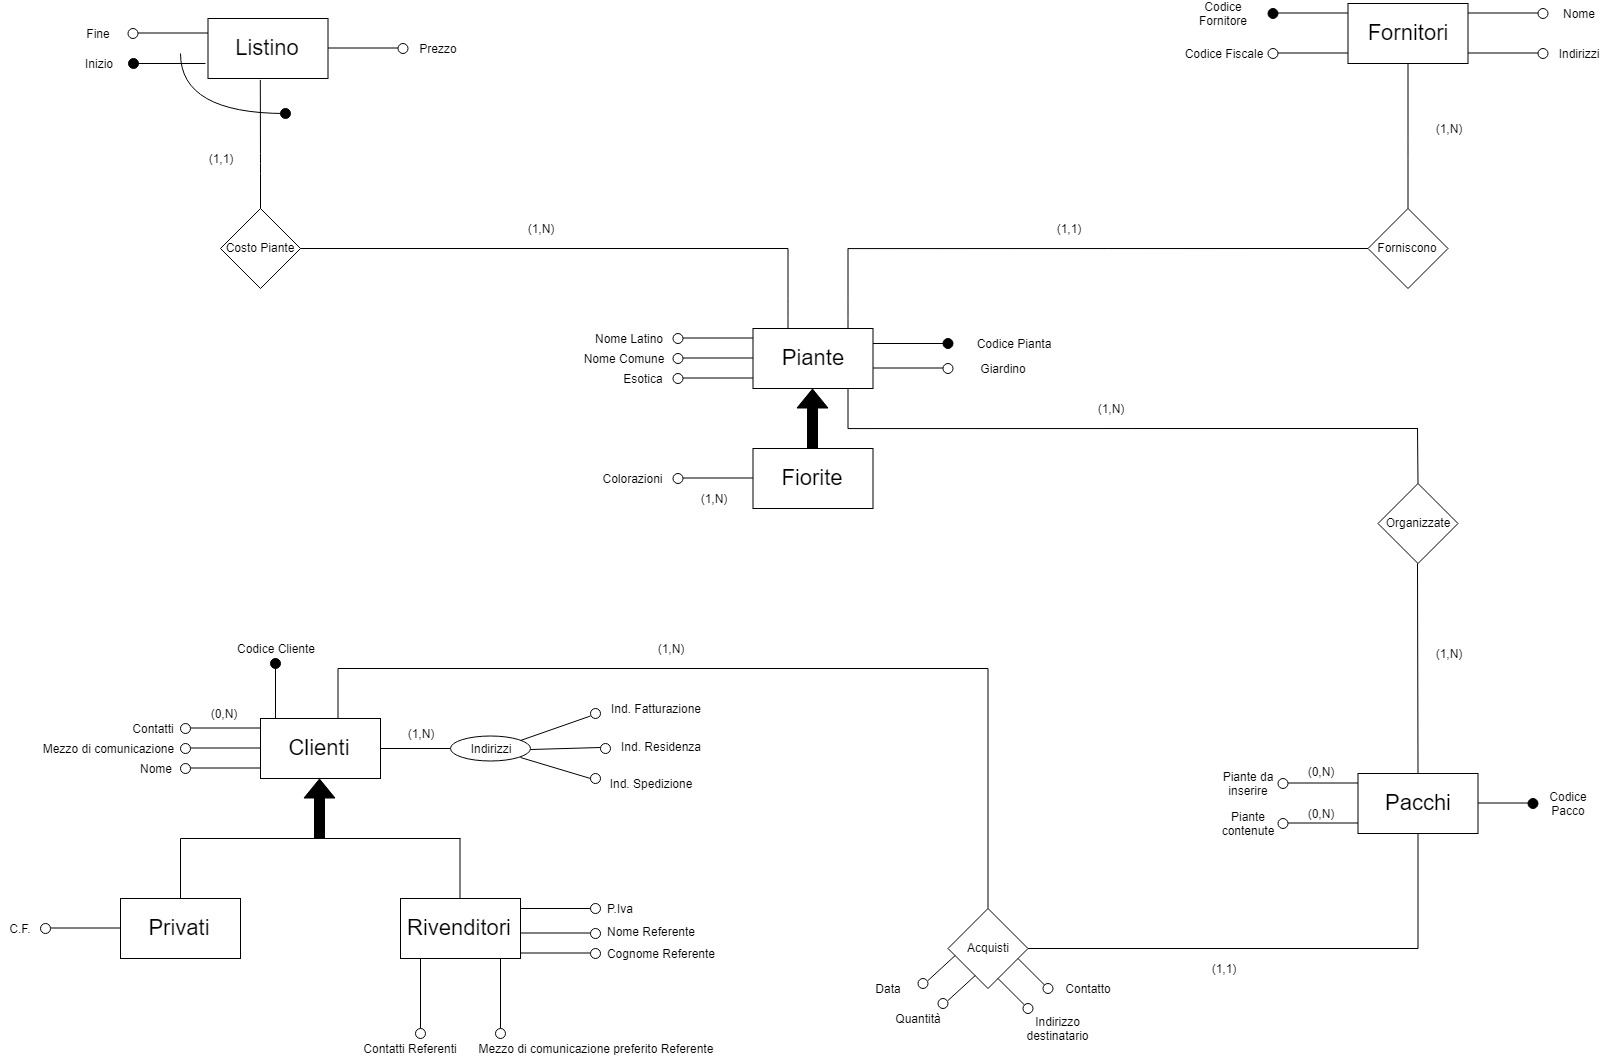 Fine
Listino
Prezzo
Inizio
(1,1)
Costo Piante
(1,N)
Codice
Fornitore
Fornitori
Nome
Codice Fiscale
Indirizzi
(1,N)
(1,1)
Forniscono
Nome Latino
Nome Comune
Esotica
Piante
Codice Pianta
Giardino
(1,N)
Colorazioni
(1,N)
Fiorite
Organizzate
(1,N)
Codice Cliente
(1,N)
(0,N)
Contatti
Mezzo di comunicazione
Nome
Clienti
(1,N)
Indirizzi
Ind. Fatturazione
Ind. Residenza
Ind. Spedizione
Piante da
inserire
(0,N)
Piante
contenute
(0,N)
Pacchi
Codice
Pacco
C.F.
Privati
Rivenditori
P.Iva
Nome Referente
Cognome Referente
Contatti Referenti
Mezzo di comunicazione preferito Referente
Acquisti
(1,1)
Data
Quantità
Contatto
Indirizzo
destinatario